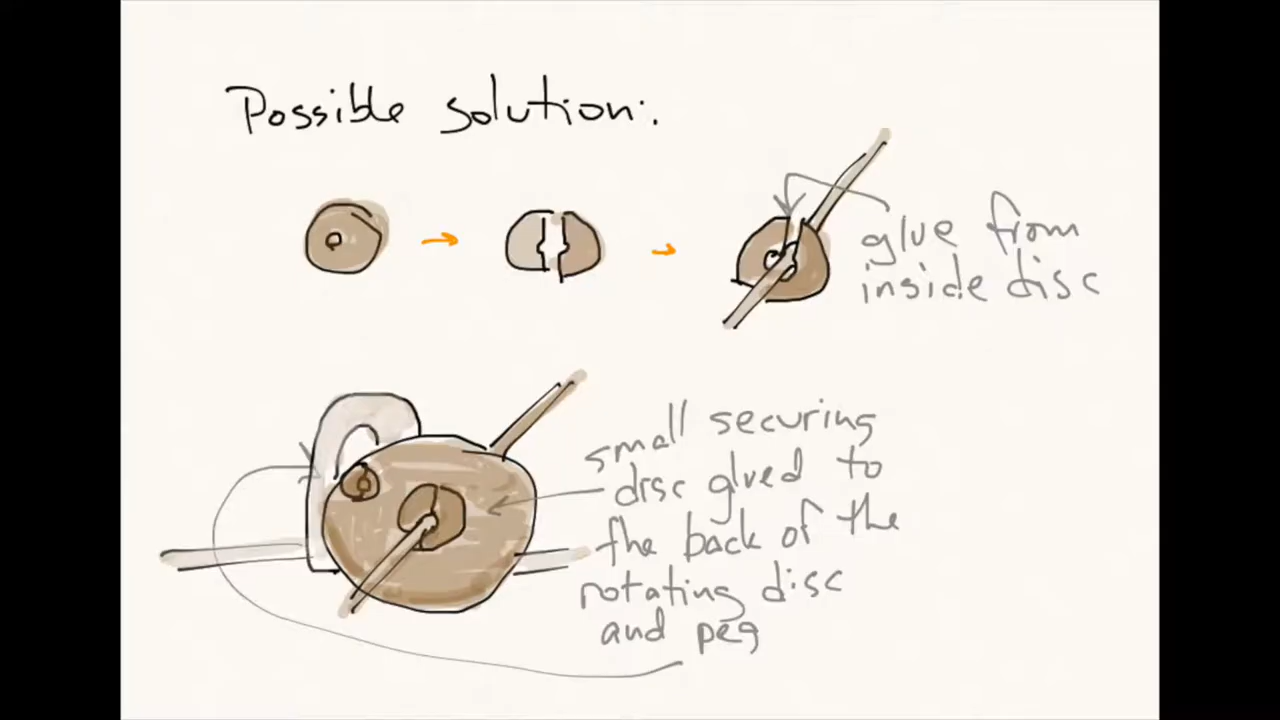 Possible solution:
glue from
inside disc
small securing
disc glued to
the back of the
rotating disc
and peg